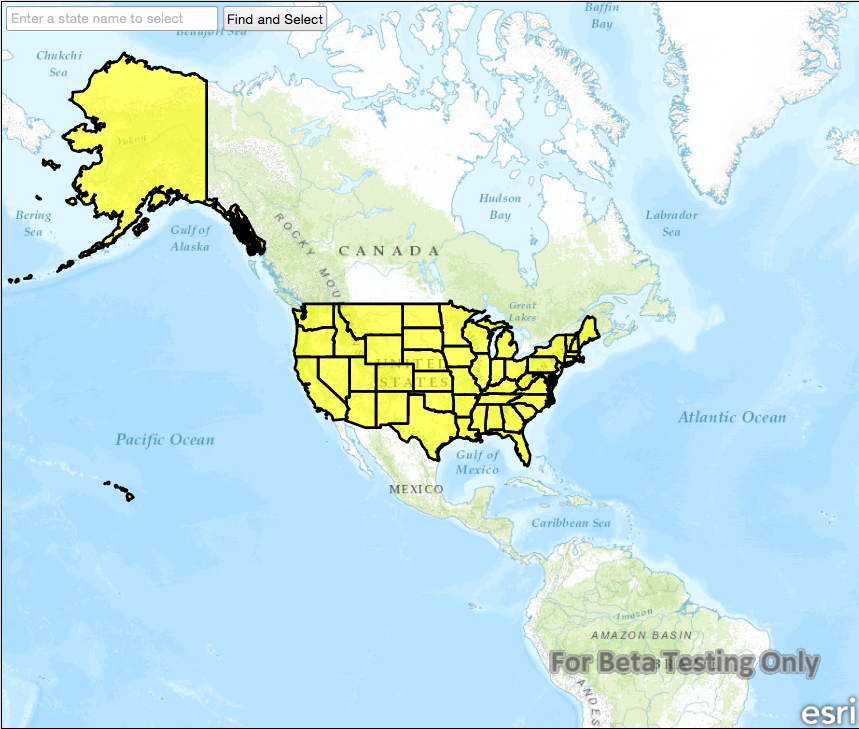 Enter a state name to select
Find and Select
Beaufort Sea
Baffin
Bay
Chukchi
Sea
Yukon
Hudson
Bay
Bering
Sea
Gulf of
Alaska
Labrador
Sea
ROCKY MOU
CANADA
Great
Lakes
UNITED
STATES
Pacific Ocean
Atlantic Ocean
Gulf of
Mexico
MEXICO
Caribbean Sea
Amazon
AMAZON BASIN
For Beta Testing Only
ANDES
esri